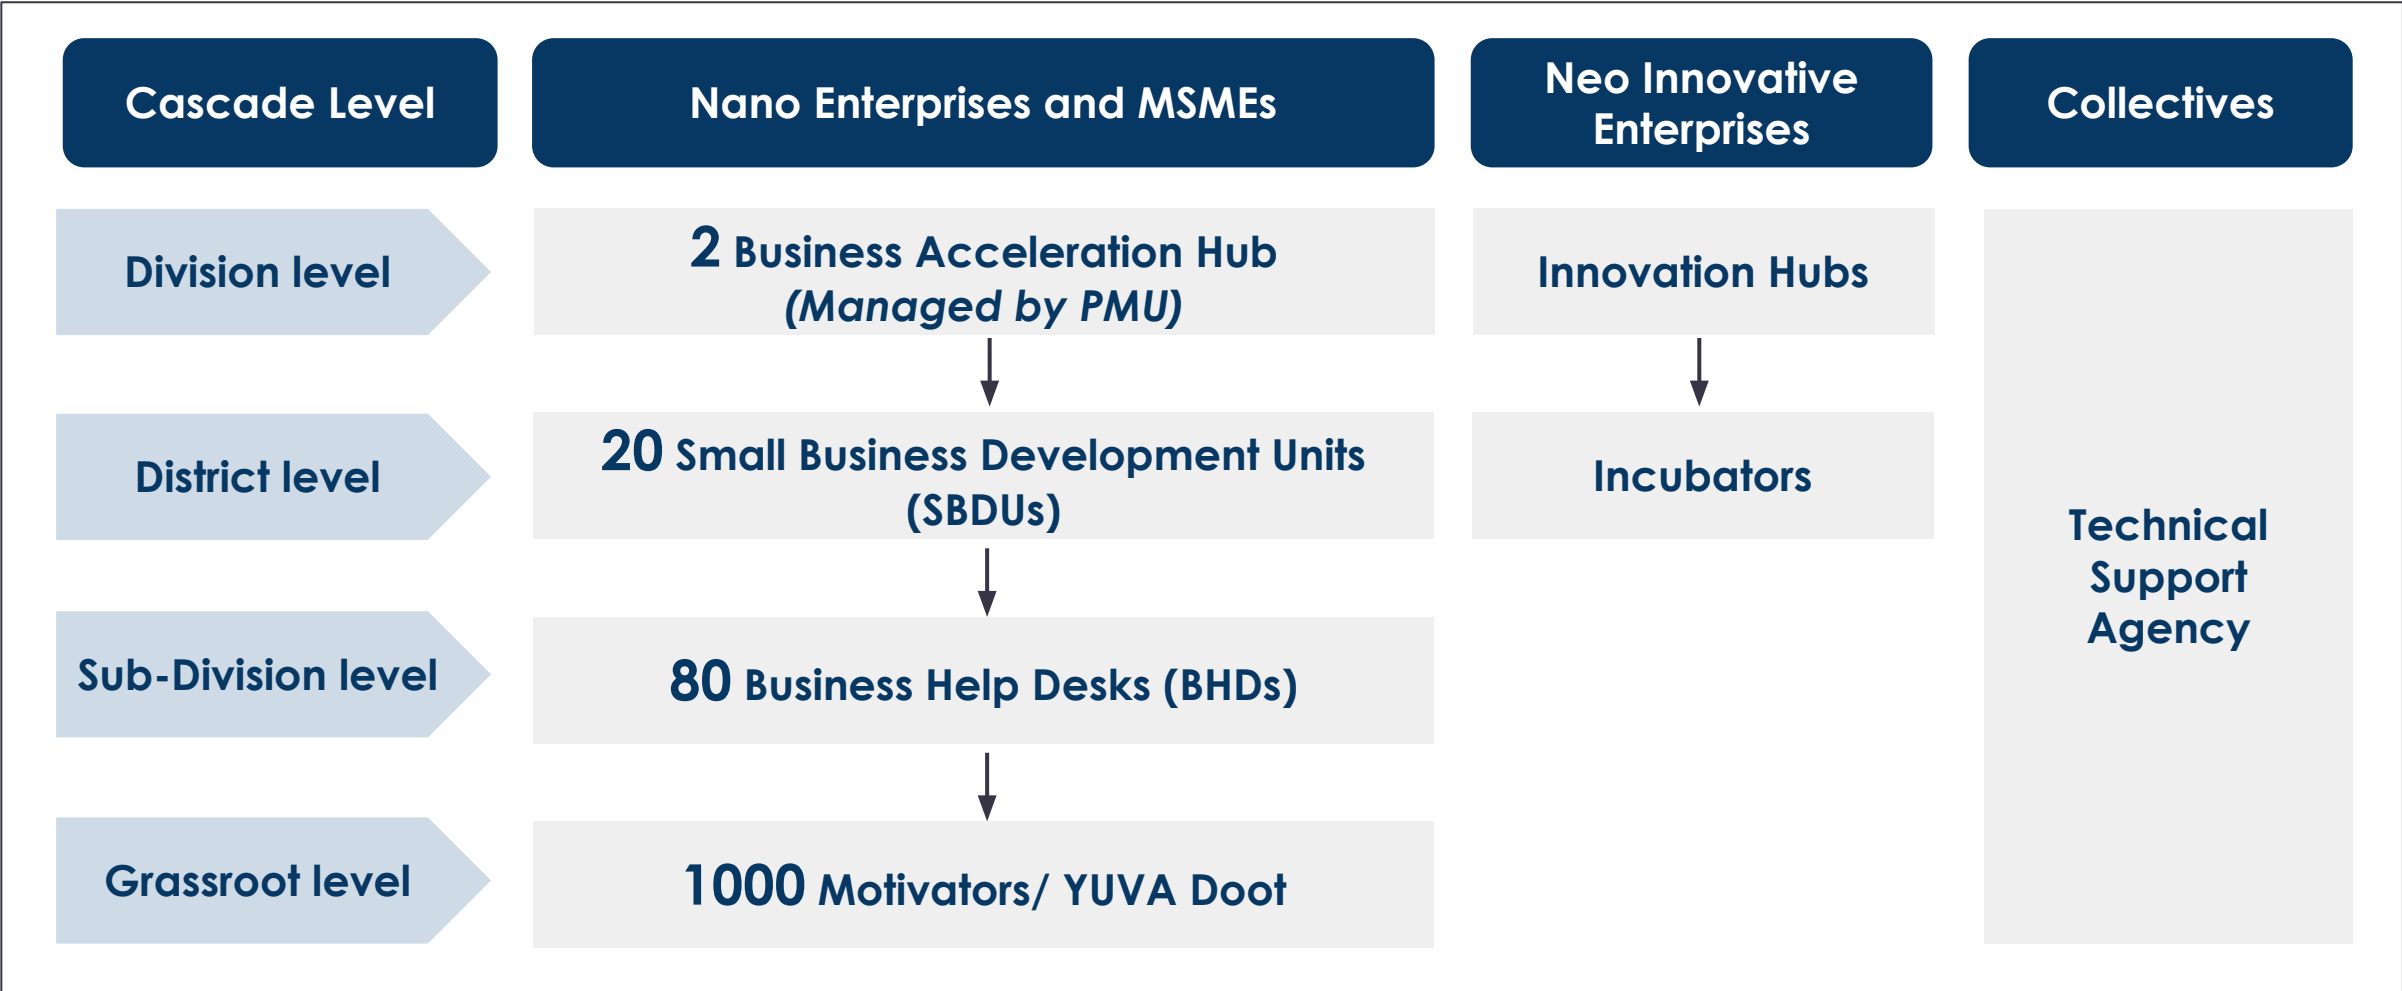 Cascade Level
Nano Enterprises and MSMEs
Neo Innovative
Enterprises
Collectives
Division level
2 Business Acceleration Hub
(Managed by PMU)
Innovation Hubs
District level
20 Small Business Development Units
(SBDUs)
Incubators
Technical
Support
Agency
Sub-Division level
80 Business Help Desks (BHDs)
Grassroot level
1000 Motivators/ YUVA Doot